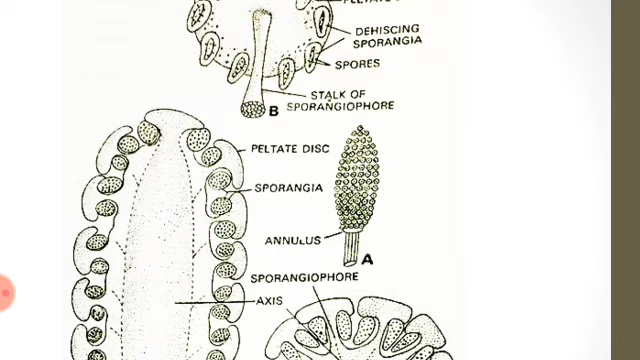 DEHISCING
SPORANGIA
SPORES
STALK OF
SPORANGIOPHORE
B
PELTATE DISC
SPORANGIA
ANNULUS
A
SPORANGIOPHORE
AXIS